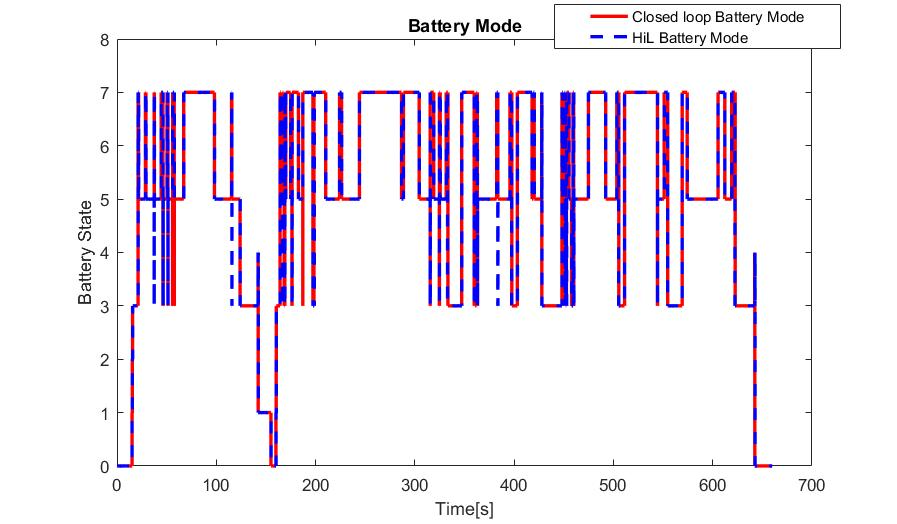 Battery Mode
Closed loop Battery Mode
HiL Battery Mode
8
7
6
5
4
3
2
1
0
Battery State
0 100 200 300 400 500 600 700
Time[s]